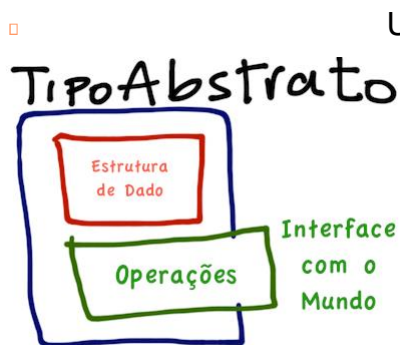 U
TIPOAbstrato
Estrutura
de Dado
Operações
Interface
com o
Mundo